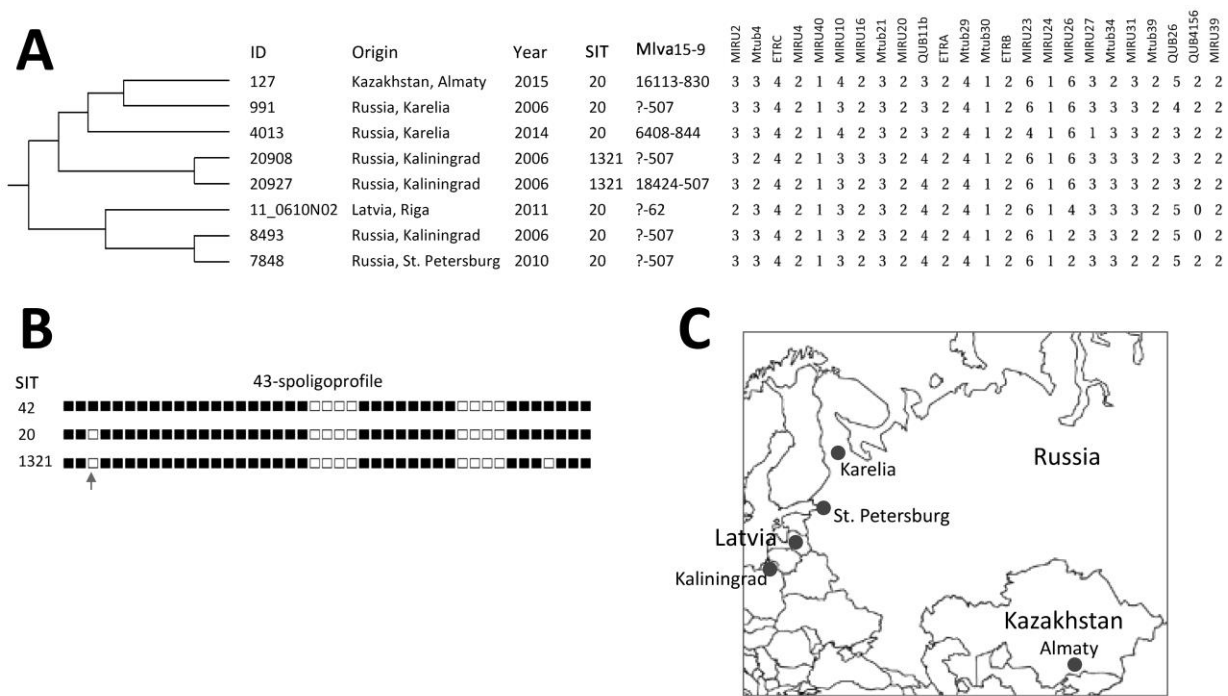 A
ID Origin Year SIT Mlva15-9 MIRU2 Mtub4 ETRC MIRU4 MIRU40 MIRU10 MIRU16 Mtub21 MIRU20 QUB11b ETRA Mtub29 Mtub30 ETRB MIRU23 MIRU24 MIRU26 MIRU27 Mtub34 MIRU31 Mtub39 QUB26 QUB4156 MIRU39
127 Kazakhstan, Almaty 2015 20 16113-830 3 3 4 2 1 4 2 3 2 3 2 4 1 2 6 1 6 3 2 3 2 5 2 2
991 Russia, Karelia 2006 20 ?-507 3 3 4 2 1 3 2 3 2 4 2 4 1 2 6 1 6 3 3 3 2 4 2 2
4013 Russia, Karelia 2014 20 6408-844 3 3 4 2 1 4 2 3 2 3 2 4 1 2 4 1 6 1 3 3 2 3 2 2
20908 Russia, Kaliningrad 2006 1321 ?-507 3 2 4 2 1 3 3 3 2 4 2 4 1 2 6 1 6 3 3 3 2 3 2 2
20927 Russia, Kaliningrad 2006 1321 18424-507 3 2 4 2 1 3 2 3 2 4 2 4 1 2 6 1 6 3 3 3 2 3 2 2
11_0610N02 Latvia, Riga 2011 20 ?-62 2 3 4 2 1 3 2 3 2 4 2 4 1 2 6 1 4 3 3 3 2 5 0 2
8493 Russia, Kaliningrad 2006 20 ?-507 3 3 4 2 1 3 2 3 2 4 2 4 1 2 6 1 2 3 3 2 2 5 0 2
7848 Russia, St. Petersburg 2010 20 ?-507 3 3 4 2 1 3 2 3 2 4 2 4 1 2 6 1 2 3 3 2 2 5 2 2
B
SIT 43-spoligoprofile
42
20
1321
C
Russia
Karelia
St. Petersburg
Latvia
Kaliningrad
Kazakhstan
Almaty